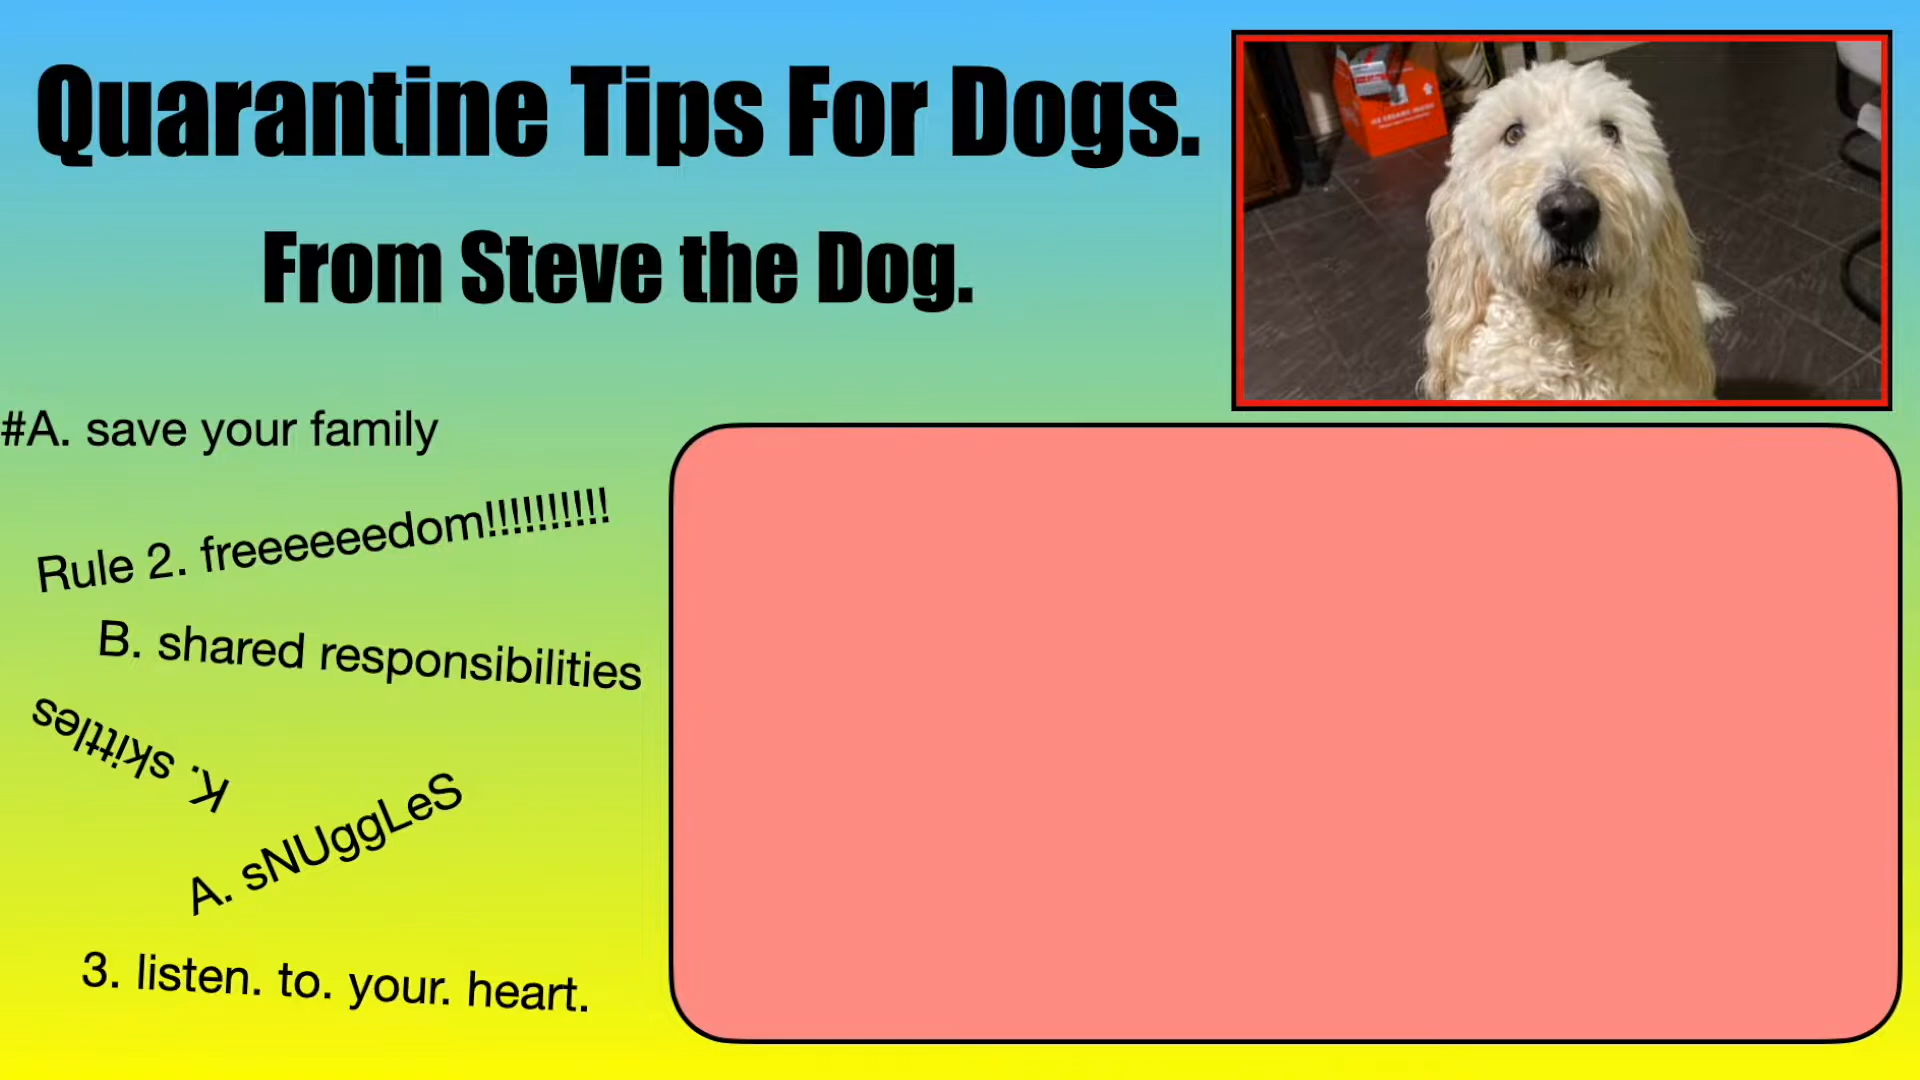 Quarantine Tips For Dogs.
From Steve the Dog.
#A. save your family
Rule 2. freeeeeedom!!!!!!!!!!
B. shared responsibilities
K. skittles
A. sNUggLeS
3. listen. to. your. heart.